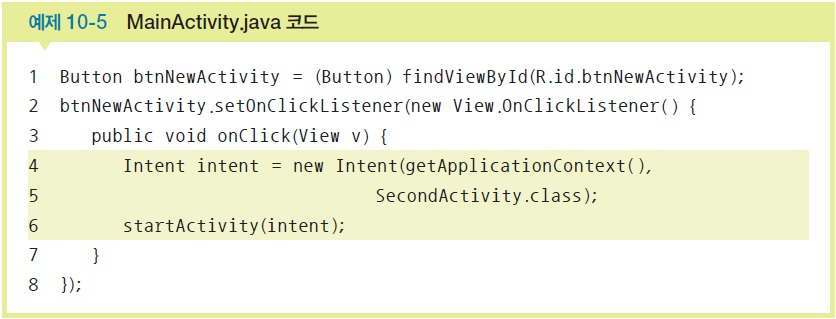 예제 10-5 MainActivity.java 코드
1 Button btnNewActivity = (Button) findViewById(R.id.btnNewActivity);
2 btnNewActivity.setOnClickListener(new View.OnClickListener() {
3 public void onClick(View v) {
4 Intent intent = new Intent(getApplicationContext(),
5 SecondActivity.class);
6 startActivity(intent);
7 }
8 });